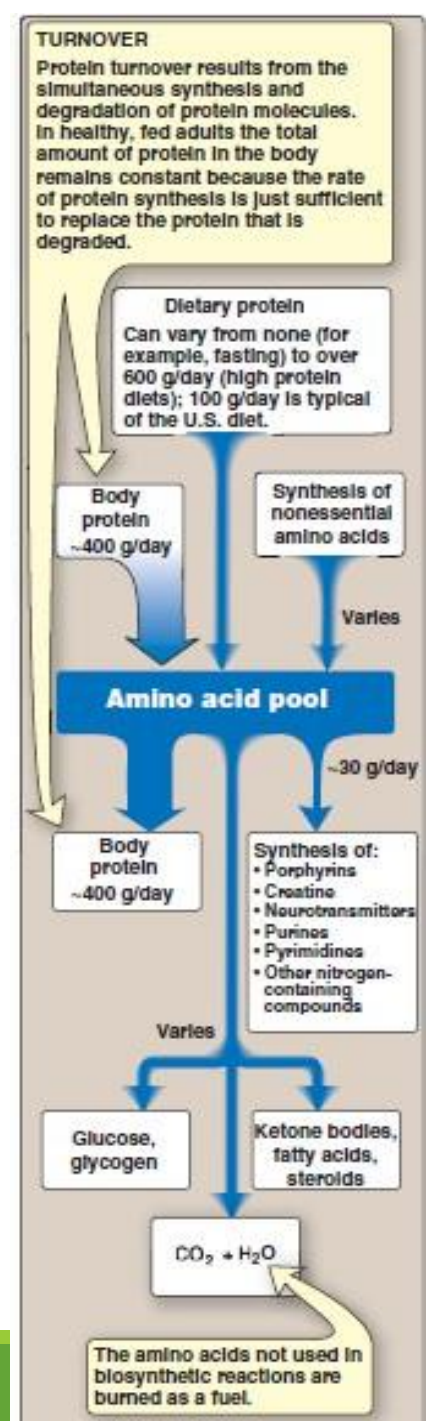 TURNOVER
Protein turnover results from the
simultaneous synthesis and
degradation of protein molecules.
In healthy, fed adults the total
amount of protein in the body
remains constant because the rate
of protein synthesis is just sufficient
to replace the protein that is
degraded.
Dietary protein
Can vary from none (for
example, fasting) to over
600 g/day (high protein
diets); 100 g/day is typical
of the U.S. diet.
Body
protein
~400 g/day
Synthesis of
nonessential
amino acids
Varies
Amino acid pool
~30 g/day
Body
protein
~400 g/day
Synthesis of:
• Porphyrins
• Creatine
• Neurotransmitters
• Purines
• Pyrimidines
• Other nitrogen-
containing
compounds
Varies
Glucose,
glycogen
Ketone bodies,
fatty acids,
steroids
CO₂ + H₂O
The amino acids not used in
biosynthetic reactions are
burned as a fuel.